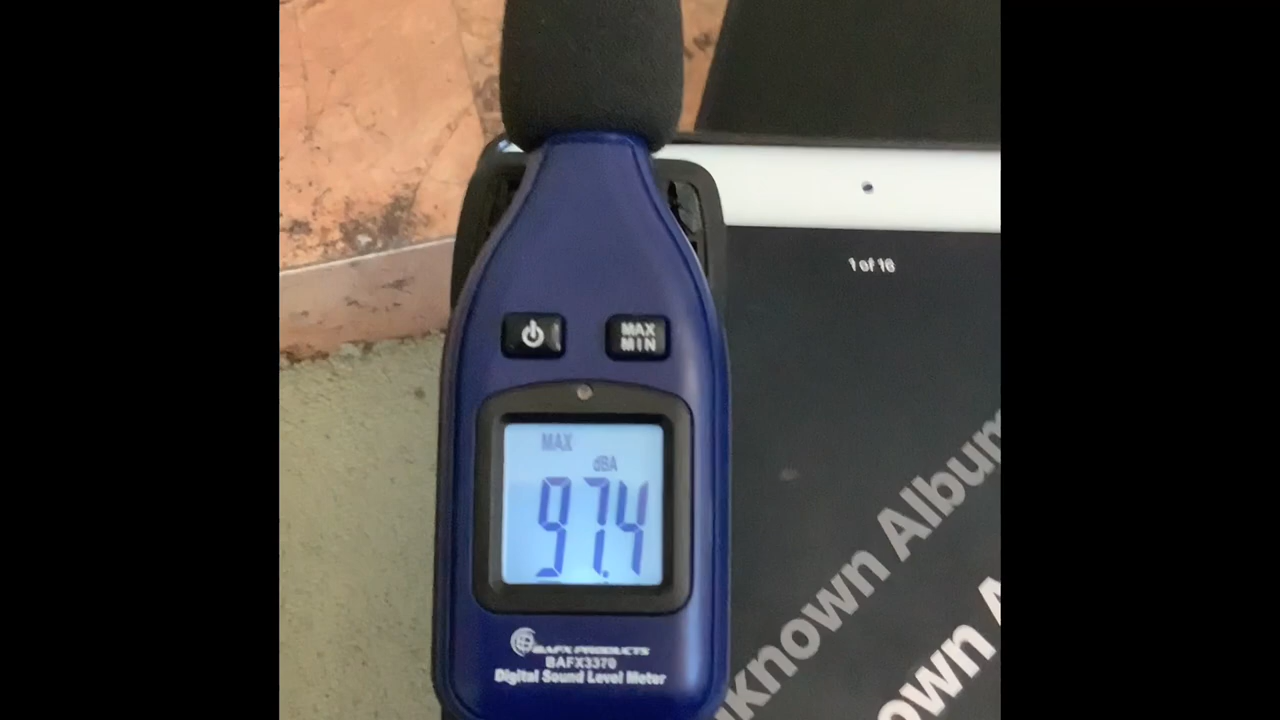 1 of 16
MAX
MIN
MAX
dBA
97.4
BAFX PRODUCTS
BAFX3370
Digital Sound Level Meter
known Album
own